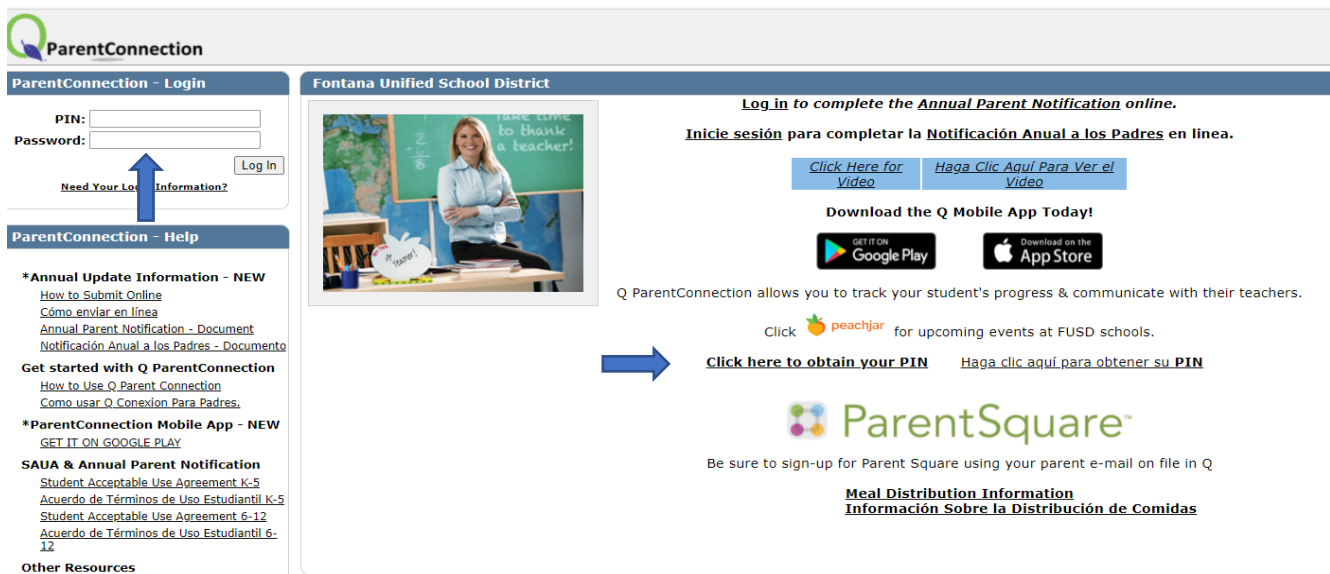 ParentConnection
ParentConnection - Login
PIN:
Password:
Log In
Need Your Lo Information?
ParentConnection - Help
*Annual Update Information - NEW
How to Submit Online
Cómo enviar en línea
Annual Parent Notification - Document
Notificación Anual a los Padres - Documento
Get started with Q ParentConnection
How to Use Q Parent Connection
Como usar Q Conexion Para Padres.
*ParentConnection Mobile App - NEW
GET IT ON GOOGLE PLAY
SAUA & Annual Parent Notification
Student Acceptable Use Agreement K-5
Acuerdo de Términos de Uso Estudiantil K-5
Student Acceptable Use Agreement 6-12
Acuerdo de Términos de Uso Estudiantil 6-
12
Other Resources
Fontana Unified School District
to thank
a teacher!
Log in to complete the Annual Parent Notification online.
Inicie sesión para completar la Notificación Anual a los Padres en linea.
Click Here for
Video
Haga Clic Aquí Para Ver el
Video
Download the Q Mobile App Today!
GET IT ON
Google Play
Download on the
App Store
Q ParentConnection allows you to track your student's progress & communicate with their teachers.
Click peachjar for upcoming events at FUSD schools.
Click here to obtain your PIN
Haga clic aquí para obtener su PIN
ParentSquare™
Be sure to sign-up for Parent Square using your parent e-mail on file in Q
Meal Distribution Information
Información Sobre la Distribución de Comidas